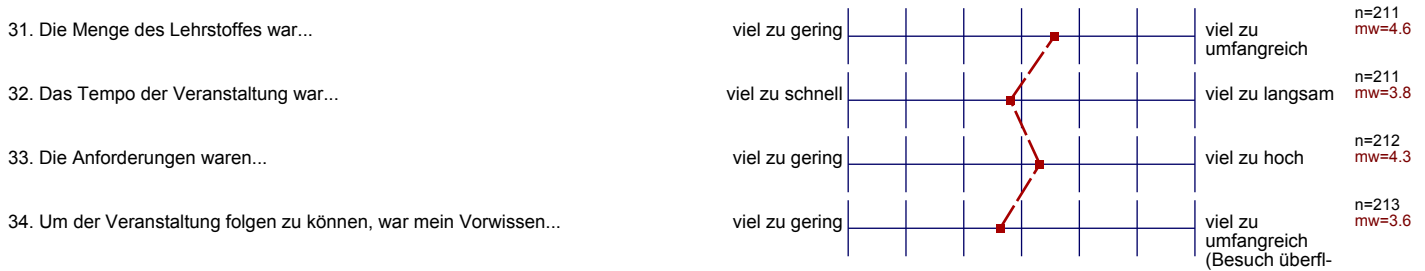 31. Die Menge des Lehrstoffes war...
viel zu gering
viel zu
umfangreich
n=211
mw=4.6
32. Das Tempo der Veranstaltung war...
viel zu schnell
viel zu langsam
n=211
mw=3.8
33. Die Anforderungen waren...
viel zu gering
viel zu hoch
n=212
mw=4.3
34. Um der Veranstaltung folgen zu können, war mein Vorwissen...
viel zu gering
viel zu
umfangreich
(Besuch überfl-
n=213
mw=3.6